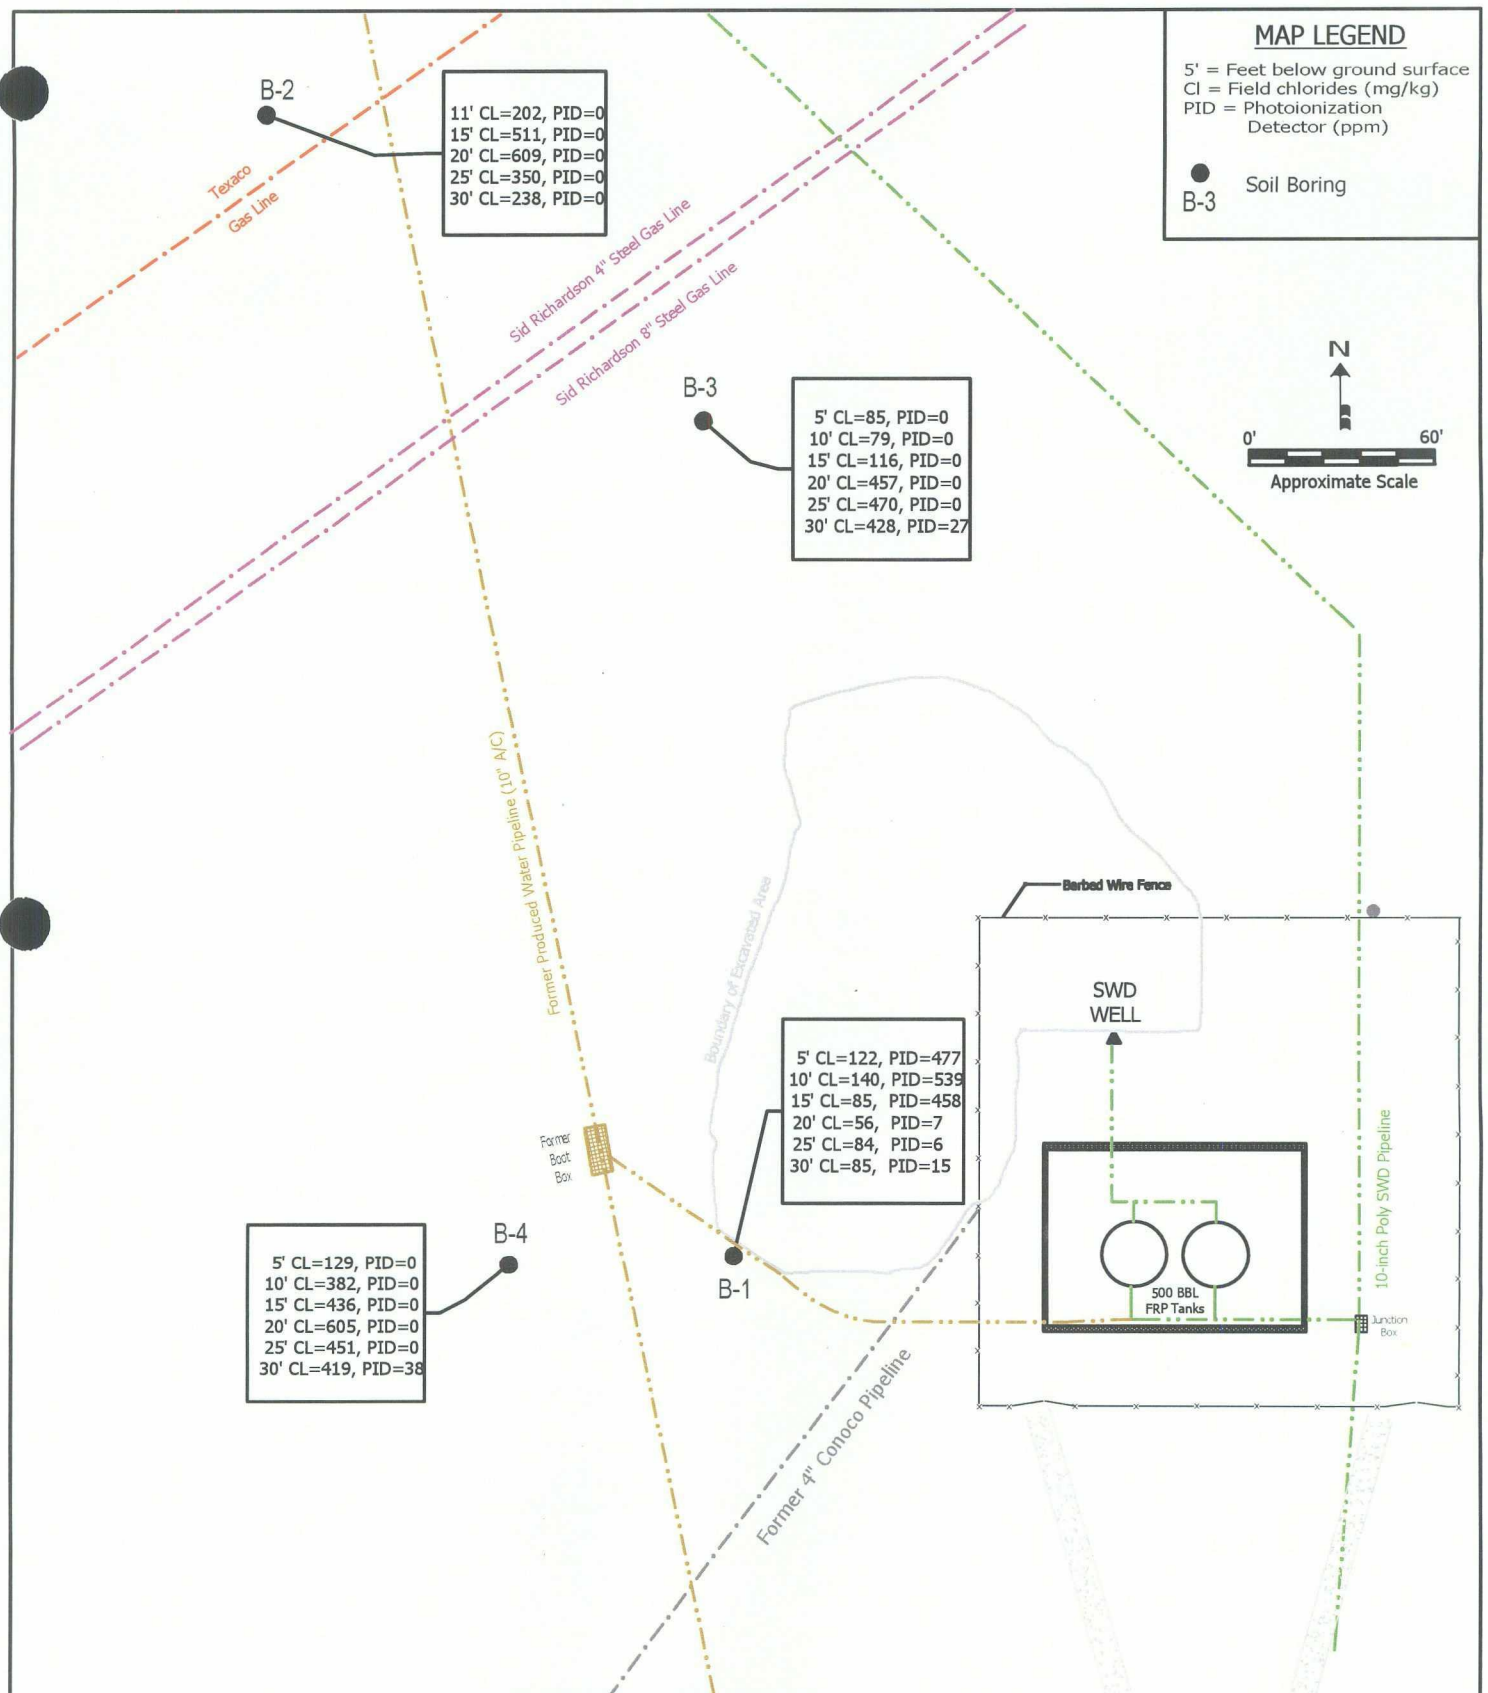 MAP LEGEND
5' = Feet below ground surface
Cl = Field chlorides (mg/kg)
PID = Photoionization
Detector (ppm)
B-3
Soil Boring
B-2
11' CL=202, PID=0
15' CL=511, PID=0
20' CL=609, PID=0
25' CL=350, PID=0
30' CL=238, PID=0
Texaco
Gas Line
Sid Richardson 4" Steel Gas Line
Sid Richardson 8" Steel Gas Line
N
0'
60'
Approximate Scale
B-3
5' CL=85, PID=0
10' CL=79, PID=0
15' CL=116, PID=0
20' CL=457, PID=0
25' CL=470, PID=0
30' CL=428, PID=27
Former Produced Water Pipeline (10" A/C)
Boundary of Excavated Area
Barbed Wire Fence
SWD
WELL
5' CL=122, PID=477
10' CL=140, PID=539
15' CL=85, PID=458
20' CL=56, PID=7
25' CL=84, PID=6
30' CL=85, PID=15
Former
Boot
Box
10-inch Poly SWD Pipeline
B-4
5' CL=129, PID=0
10' CL=382, PID=0
15' CL=436, PID=0
20' CL=605, PID=0
25' CL=451, PID=0
30' CL=419, PID=38
B-1
500 BBL
FRP Tanks
Junction
Box
Former 4" Conoco Pipeline